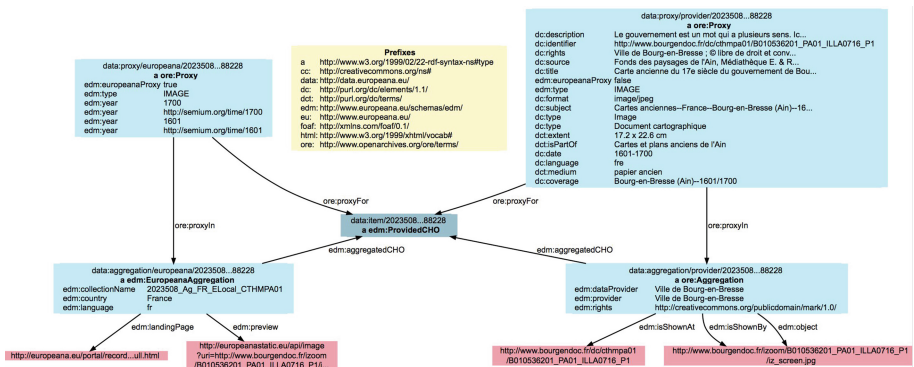 data:proxy/provider/2023508...88228
a ore:Proxy
dc:description Le gouvernement est un mot qui a plusieurs sens. Ic...
dc:identifier http://www.bourgendoc.fr/dc/cthmpa01/B010536201_PA01_ILLA0716_P1
dc:rights Ville de Bourg-en-Bresse ; © libre de droit et conv...
dc:source Fonds des paysages de l'Ain, Médiathèque E. & R...
dc:title Carte ancienne du 17e siècle du gouvernement de Bou...
edm:europeanaProxy false
edm:type IMAGE
dc:format image/jpeg
dc:subject Cartes anciennes--France--Bourg-en-Bresse (Ain)--16...
dc:type Image
dc:type Document cartographique
dct:extent 17.2 x 22.6 cm
dct:isPartOf Cartes et plans anciens de l'Ain
dc:date 1601-1700
dc:language fre
dct:medium papier ancien
dc:coverage Bourg-en-Bresse (Ain)--1601/1700
Prefixes
a http://www.w3.org/1999/02/22-rdf-syntax-ns#type
cc: http://creativecommons.org/ns#
data: http://data.europeana.eu/
dc: http://purl.org/dc/elements/1.1/
dct: http://purl.org/dc/terms/
edm: http://www.europeana.eu/schemas/edm/
eu: http://www.europeana.eu/
foaf: http://xmlns.com/foaf/0.1/
html: http://www.w3.org/1999/xhtml/vocab#
ore: http://www.openarchives.org/ore/terms/
data:proxy/europeana/2023508...88228
a ore:Proxy
edm:europeanaProxy true
edm:type IMAGE
edm:year 1700
edm:year http://semium.org/time/1700
edm:year 1601
edm:year http://semium.org/time/1601
ore:proxyFor
ore:proxyFor
ore:proxyIn
ore:proxyIn
data:item/2023508...88228
a edm:ProvidedCHO
edm:aggregatedCHO
edm:aggregatedCHO
data:aggregation/europeana/2023508...88228
a edm:EuropeanaAggregation
edm:collectionName 2023508_Ag_FR_ELocal_CTHMPA01
edm:country France
edm:language fr
data:aggregation/provider/2023508...88228
a ore:Aggregation
edm:dataProvider Ville de Bourg-en-Bresse
edm:provider Ville de Bourg-en-Bresse
edm:rights http://creativecommons.org/publicdomain/mark/1.0/
edm:landingPage
edm:preview
edm:isShownAt
edm:isShownBy
edm:object
http://europeana.eu/portal/record...ull.html
http://europeanastatic.eu/api/image
?uri=http://www.bourgendoc.fr/izoom
/B010536201_PA01_ILLA0716_P1/i
http://www.bourgendoc.fr/dc/cthmpa01
/B010536201_PA01_ILLA0716_P1
http://www.bourgendoc.fr/izoom/B010536201_PA01_ILLA0716_P1
/iz_screen.jpg